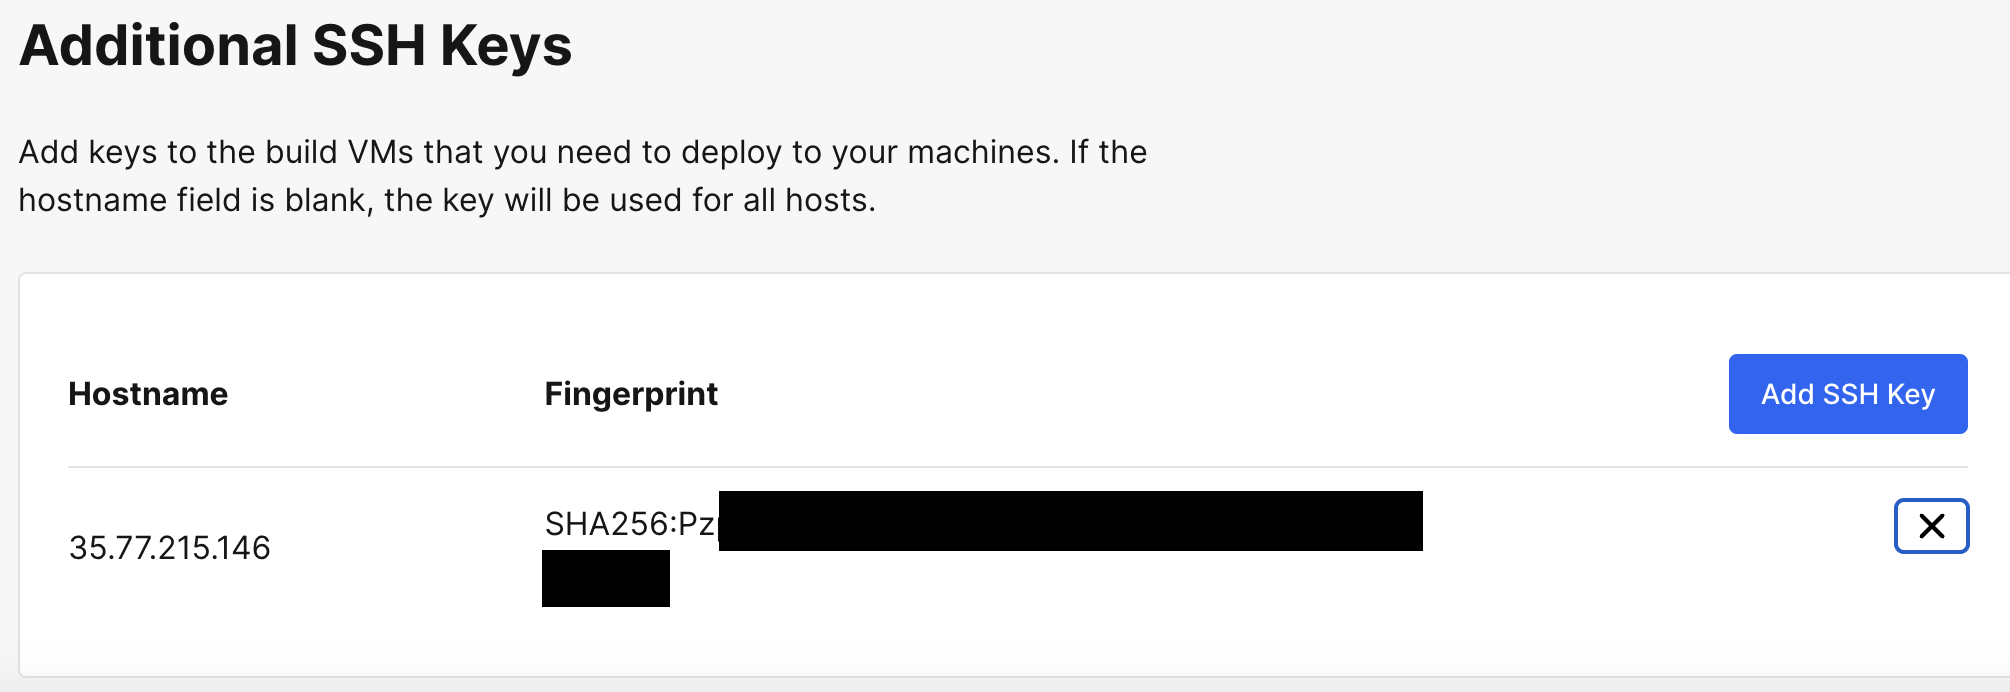 Additional SSH Keys
Add keys to the build VMs that you need to deploy to your machines. If the
hostname field is blank, the key will be used for all hosts.
Hostname
Fingerprint
Add SSH Key
35.77.215.146
SHA256:Pz